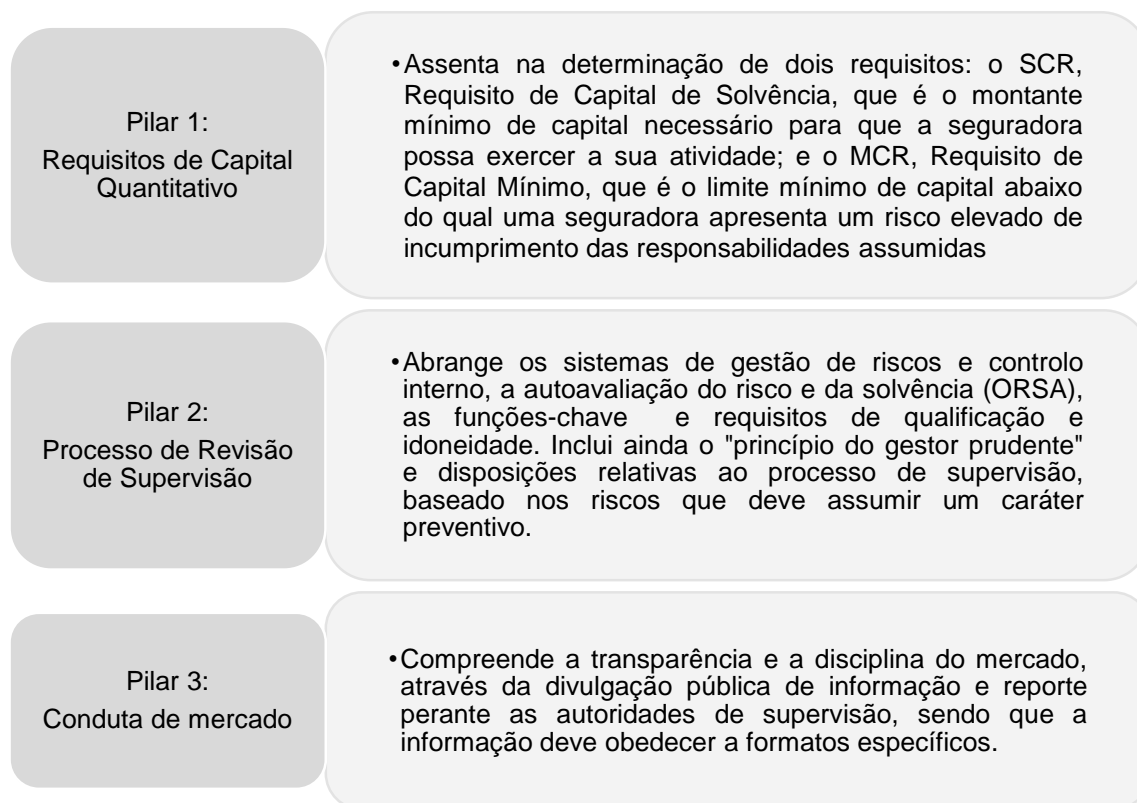 Pilar 1:
Requisitos de Capital
Quantitativo
•Assenta na determinação de dois requisitos: o SCR,
Requisito de Capital de Solvência, que é o montante
mínimo de capital necessário para que a seguradora
possa exercer a sua atividade; e o MCR, Requisito de
Capital Mínimo, que é o limite mínimo de capital abaixo
do qual uma seguradora apresenta um risco elevado de
incumprimento das responsabilidades assumidas
Pilar 2:
Processo de Revisão
de Supervisão
•Abrange os sistemas de gestão de riscos e controlo
interno, a autoavaliação do risco e da solvência (ORSA),
as funções-chave e requisitos de qualificação e
idoneidade. Inclui ainda o "princípio do gestor prudente"
e disposições relativas ao processo de supervisão,
baseado nos riscos que deve assumir um caráter
preventivo.
Pilar 3:
Conduta de mercado
•Compreende a transparência e a disciplina do mercado,
através da divulgação pública de informação e reporte
perante as autoridades de supervisão, sendo que a
informação deve obedecer a formatos específicos.